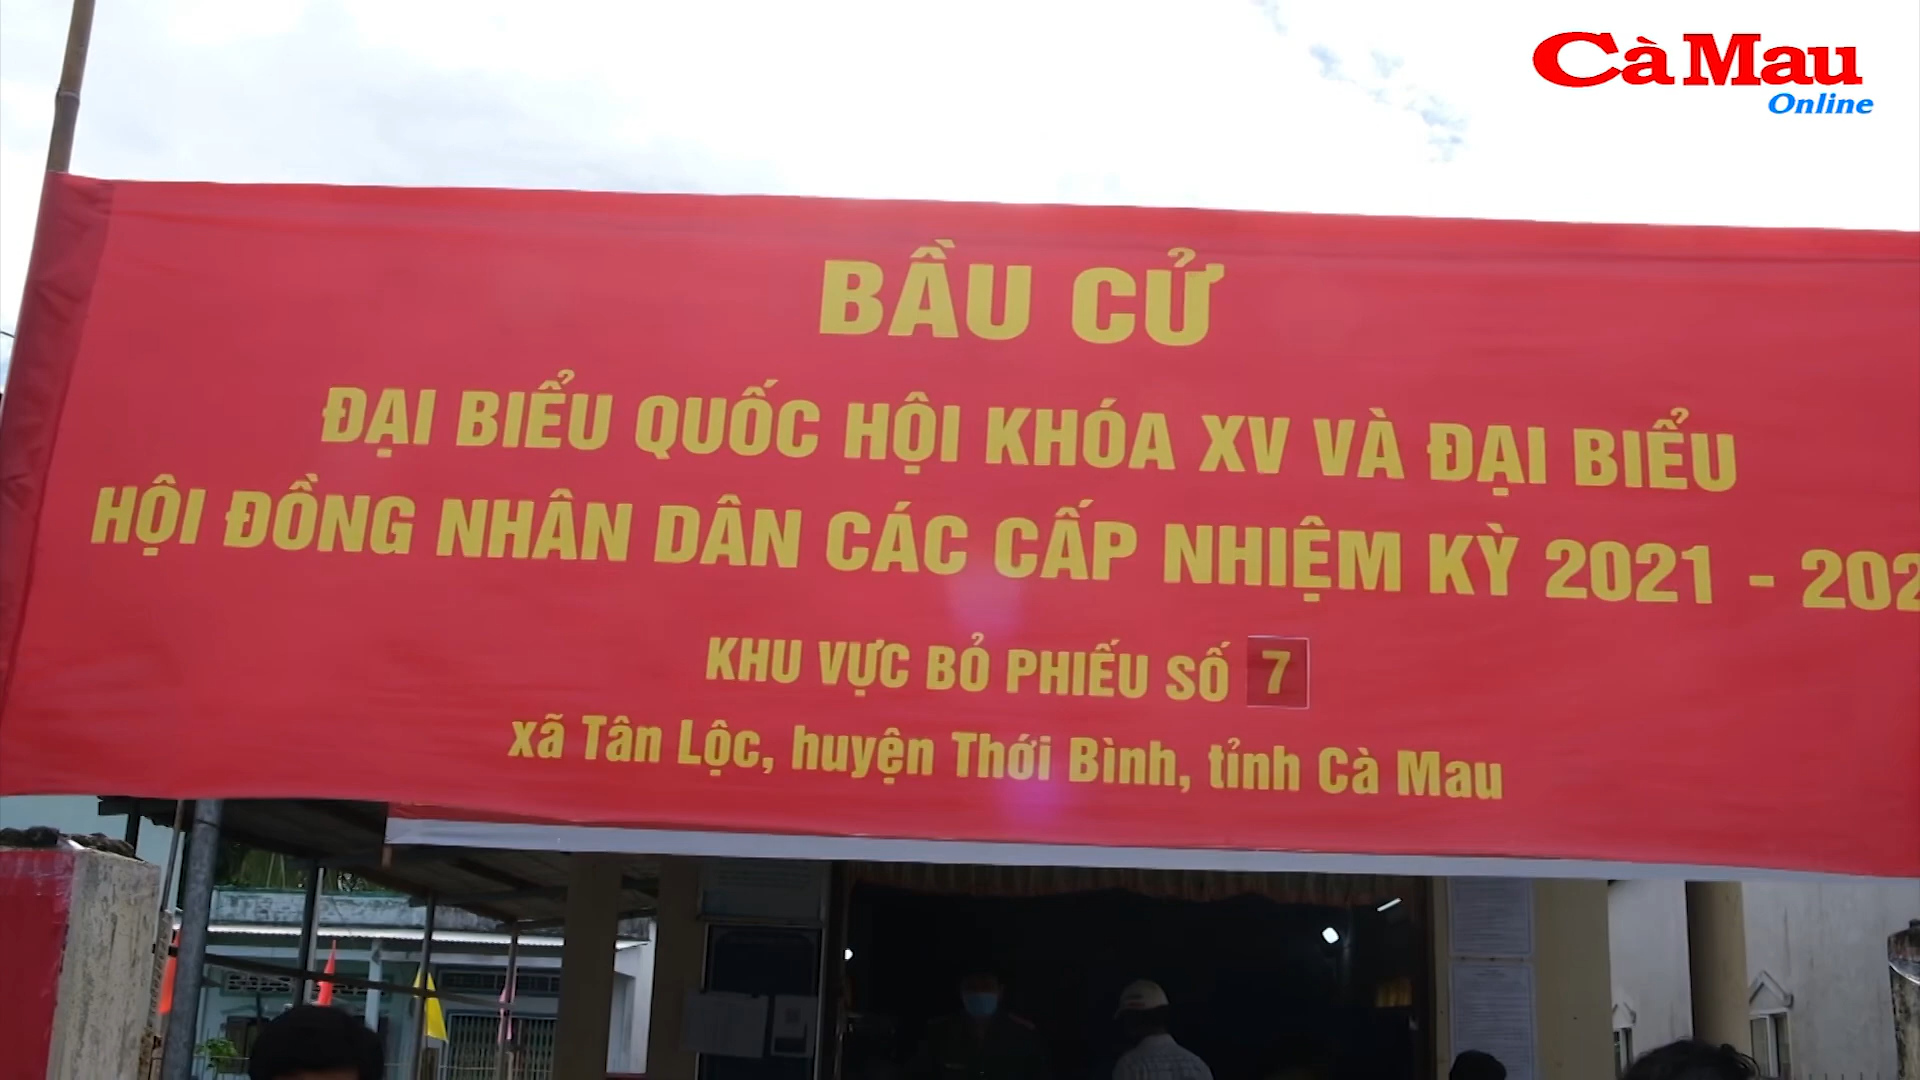 Cà Mau
Online
BẦU CỬ
ĐẠI BIỂU QUỐC HỘI KHÓA XV VÀ ĐẠI BIỂU
HỘI ĐỒNG NHÂN DÂN CÁC CẤP NHIỆM KỲ 2021 - 202
KHU VỰC BỎ PHIẾU SỐ 7
xã Tân Lộc, huyện Thới Bình, tỉnh Cà Mau